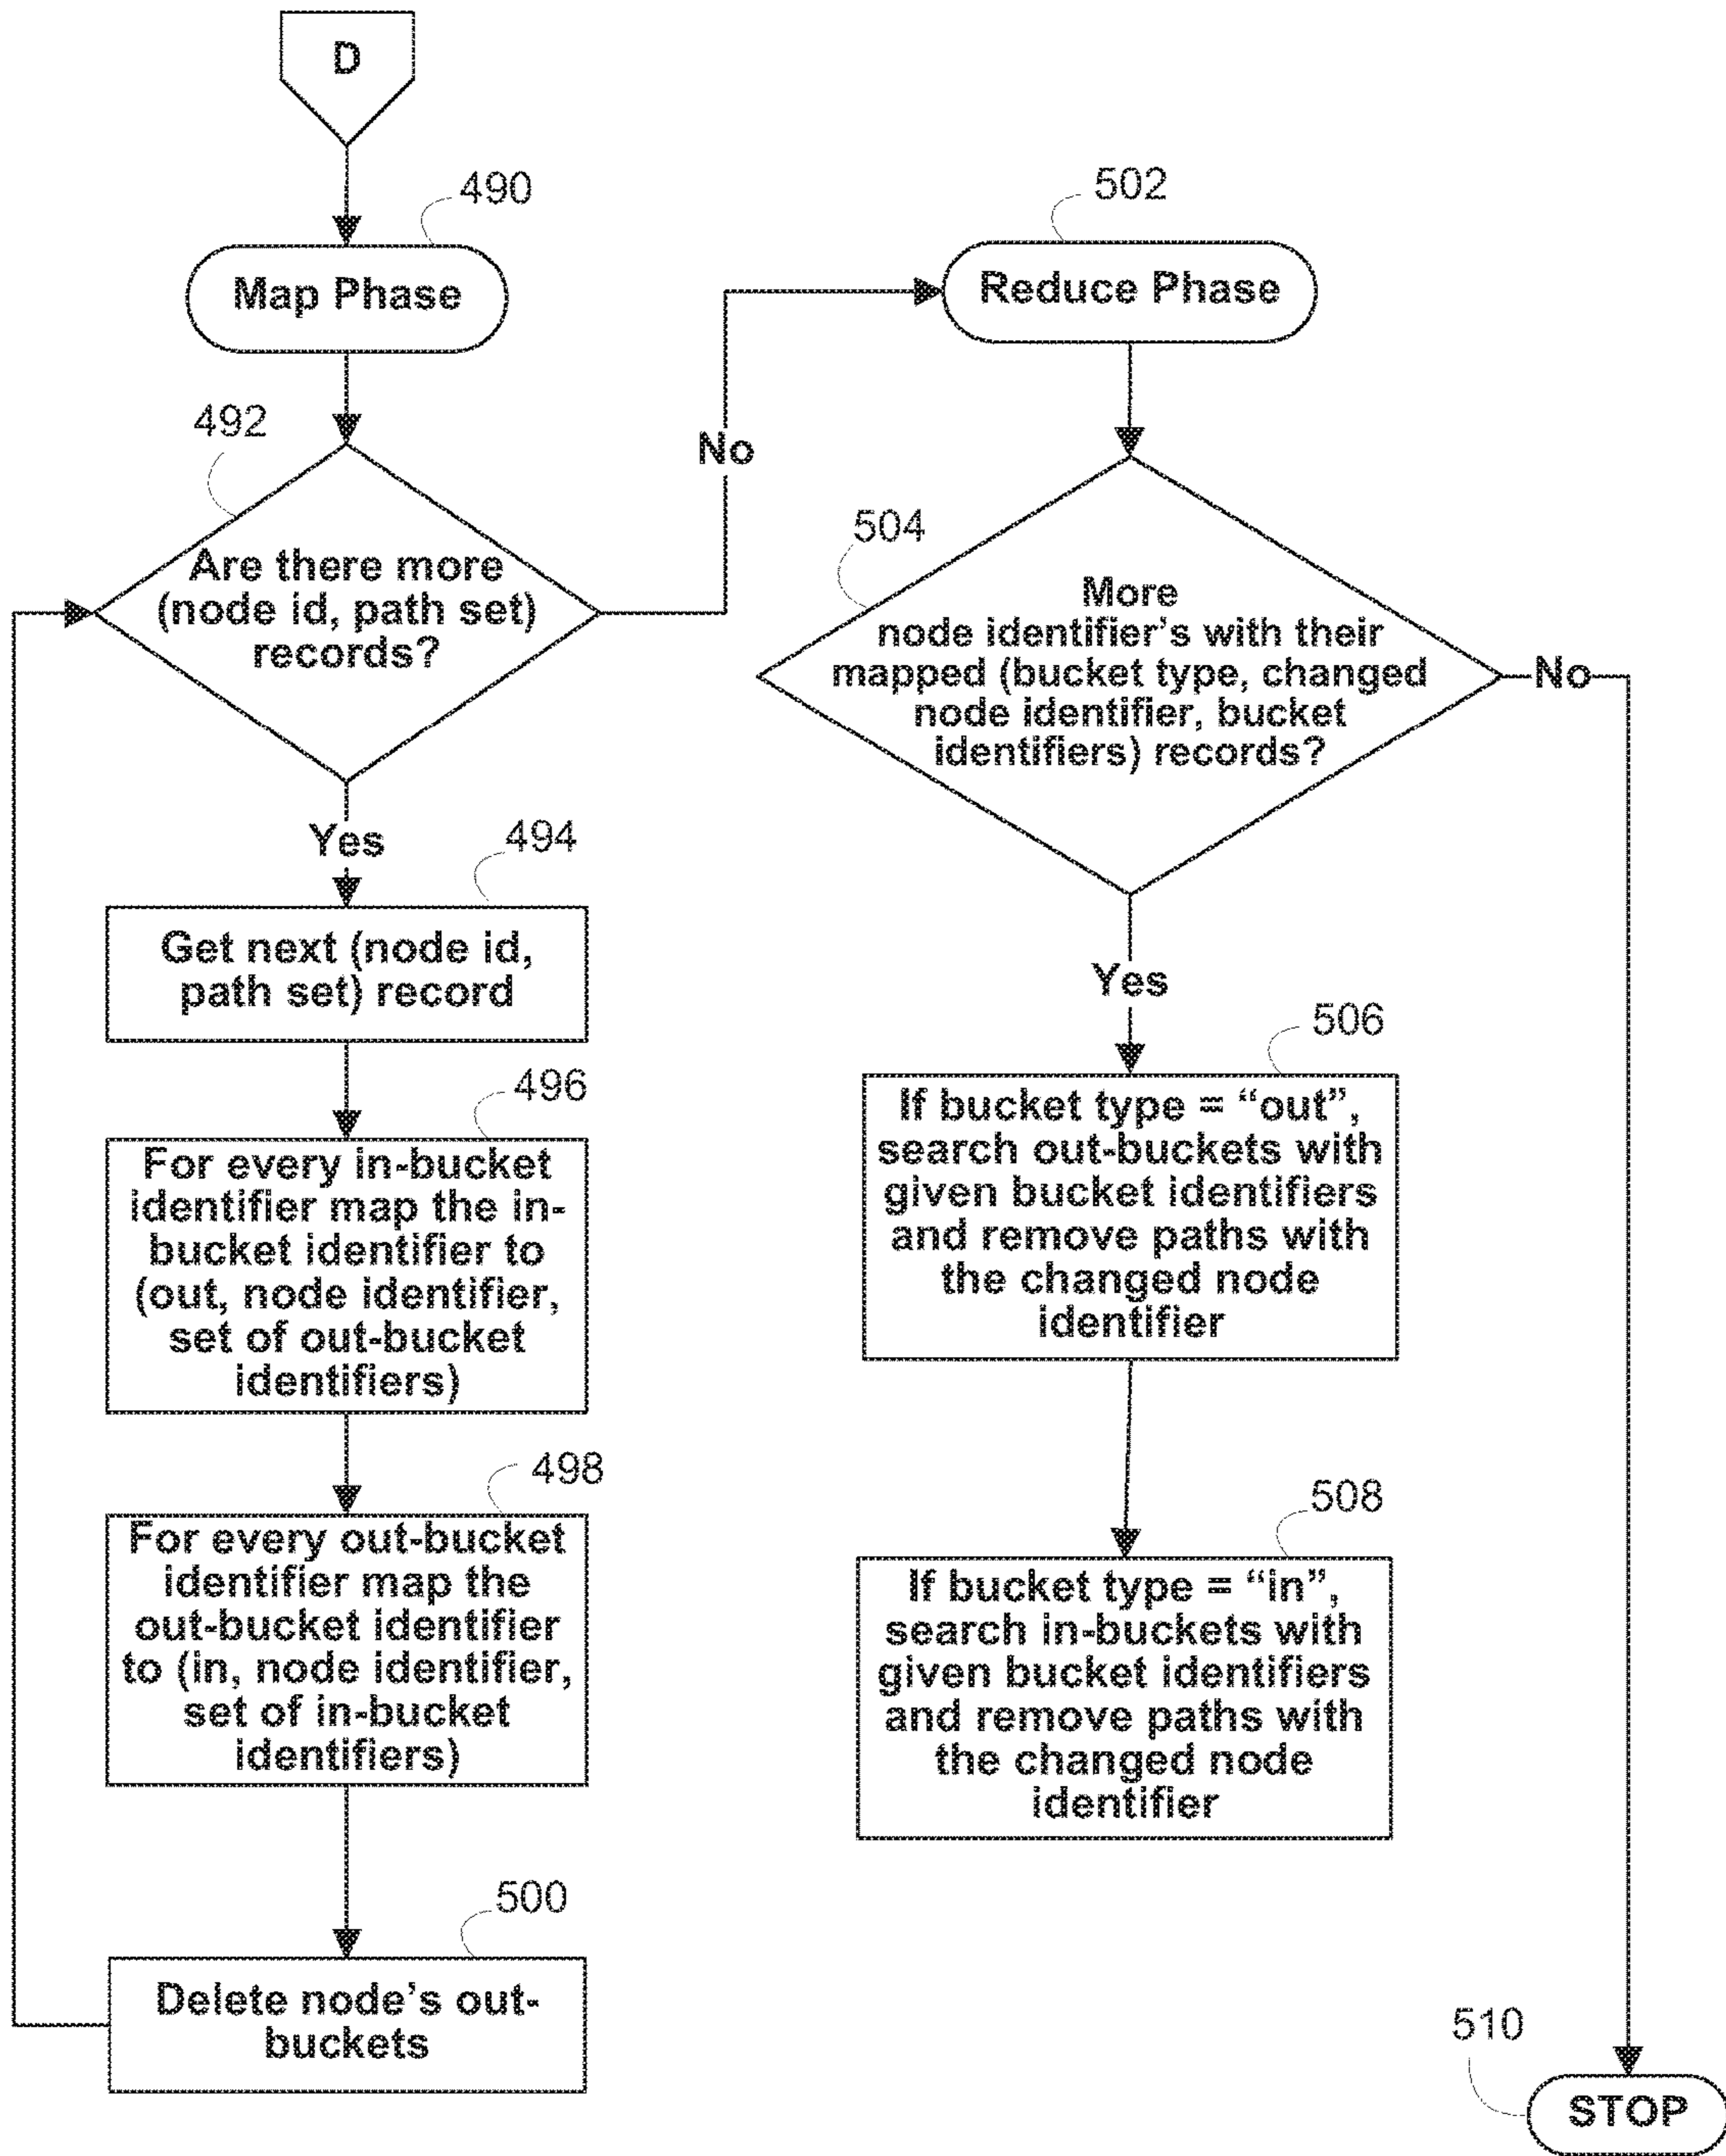 D
490
Map Phase
492
Are there more
(node id, path set)
records?
No
Yes
494
Get next (node id,
path set) record
496
For every in-bucket
identifier map the in-
bucket identifier to
(out, node identifier,
set of out-bucket
identifiers)
498
For every out-bucket
identifier map the
out-bucket identifier
to (in, node identifier,
set of in-bucket
identifiers)
500
Delete node's out-
buckets
502
Reduce Phase
504
More
node identifier's with their
mapped (bucket type, changed
node identifier, bucket
identifiers) records?
No
Yes
506
If bucket type = “out”,
search out-buckets with
given bucket identifiers
and remove paths with
the changed node
identifier
508
If bucket type = “in”,
search in-buckets with
given bucket identifiers
and remove paths with
the changed node
identifier
510
STOP